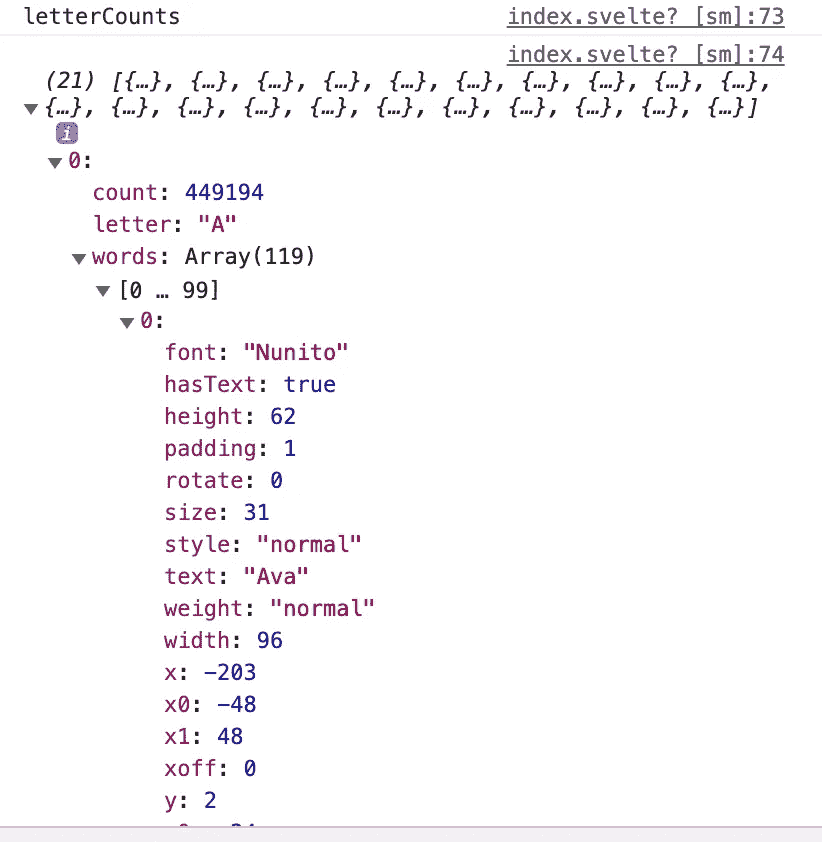 letterCounts index.svelte? [sm]:73
index.svelte? [sm]:74
(21) [{…}, {…}, {…}, {…}, {…}, {…}, {…}, {…}, {…}, {…},
▼{…}, {…}, {…}, {…}, {…}, {…}, {…}, {…}, {…}, {…}, {…}]
i
▼0:
count: 449194
letter: "A"
▼words: Array(119)
▼[0 … 99]
▼0:
font: "Nunito"
hasText: true
height: 62
padding: 1
rotate: 0
size: 31
style: "normal"
text: "Ava"
weight: "normal"
width: 96
x: -203
x0: -48
x1: 48
xoff: 0
y: 2